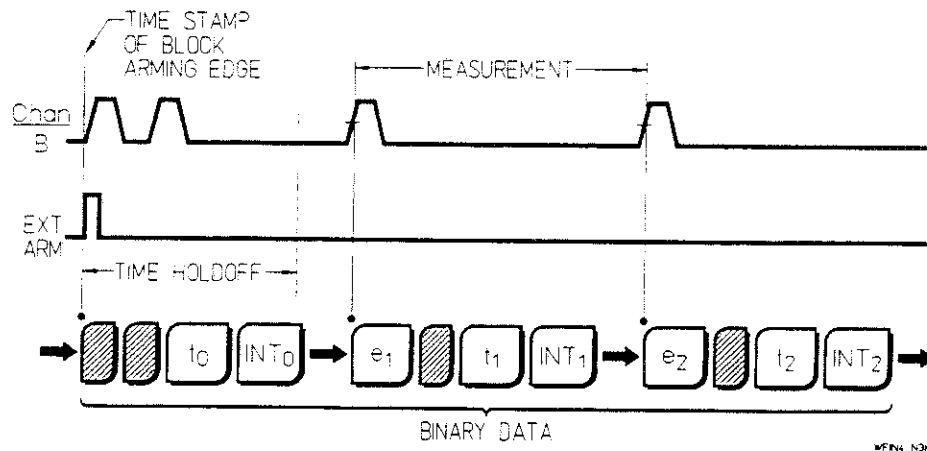 TIME STAMP
OF BLOCK
ARMING EDGE
MEASUREMENT
Chan
B
EXT
ARM
TIME HOLDOFF
t0 INT0 e1 t1 INT1 e2 t2 INT2
BINARY DATA